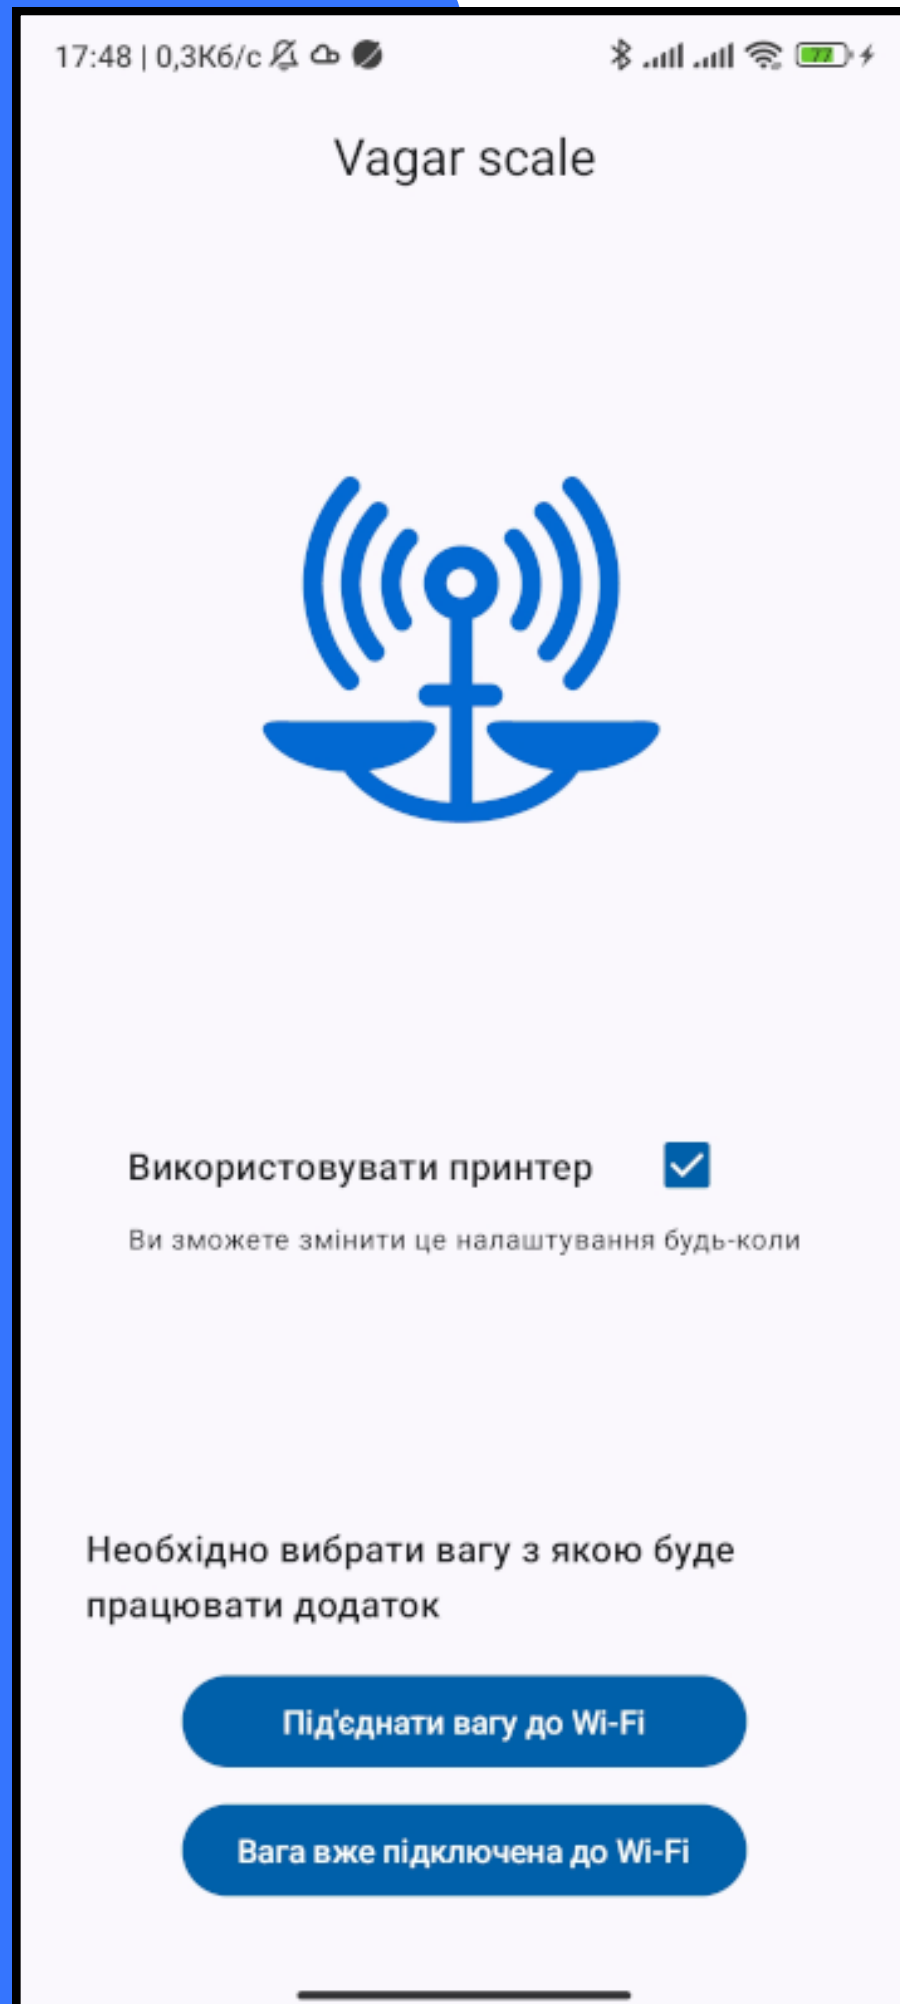 17:48 | 0,3Кб/с
77
Vagar scale
Використовувати принтер
Ви зможете змінити це налаштування будь-коли
Необхідно вибрати вагу з якою буде
працювати додаток
Під'єднати вагу до Wi-Fi
Вага вже підключена до Wi-Fi